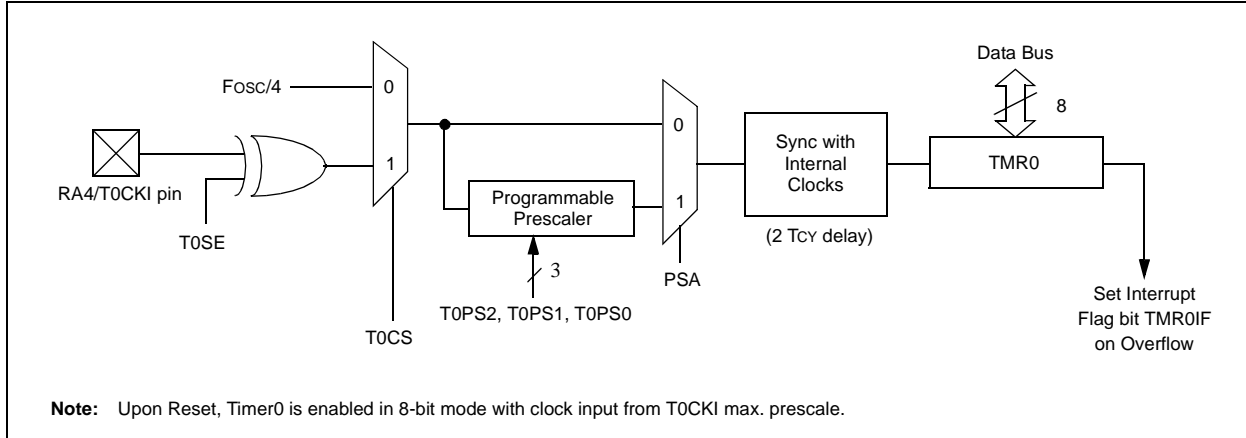 Data Bus
8
FOSC/4
0
1
RA4/T0CKI pin
T0SE
T0CS
Programmable
Prescaler
3
T0PS2, T0PS1, T0PS0
0
1
PSA
Sync with
Internal
Clocks
(2 TCY delay)
TMR0
Set Interrupt
Flag bit TMR0IF
on Overflow
Note: Upon Reset, Timer0 is enabled in 8-bit mode with clock input from T0CKI max. prescale.